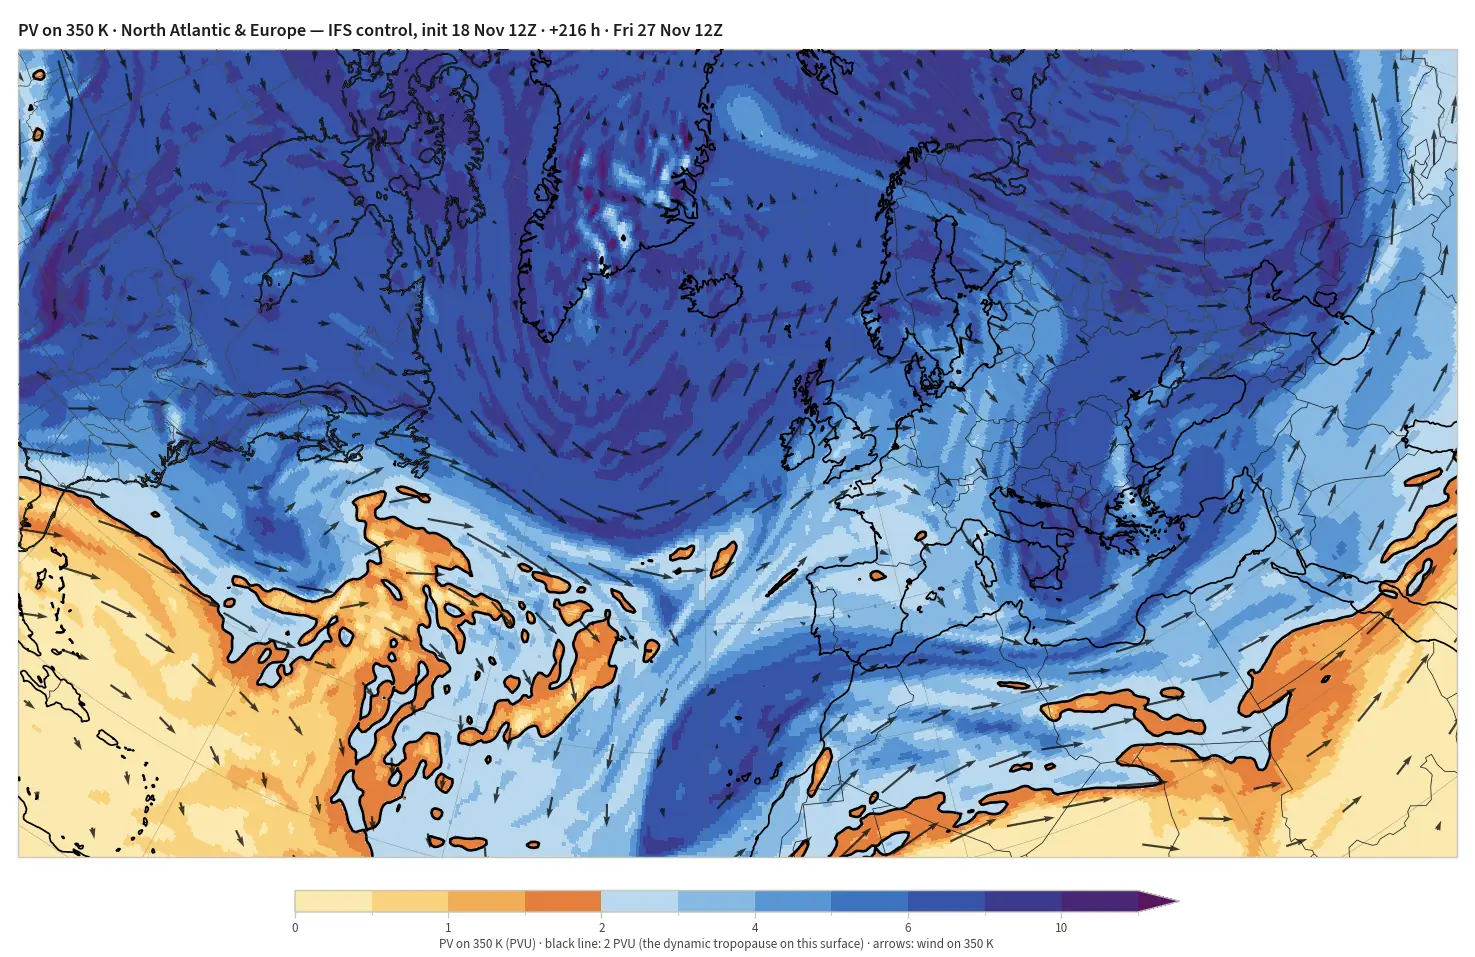 PV on 350 K · North Atlantic & Europe — IFS control, init 18 Nov 12Z · +216 h · Fri 27 Nov 12Z
0 1 2 4 6 10
PV on 350 K (PVU) · black line: 2 PVU (the dynamic tropopause on this surface) · arrows: wind on 350 K